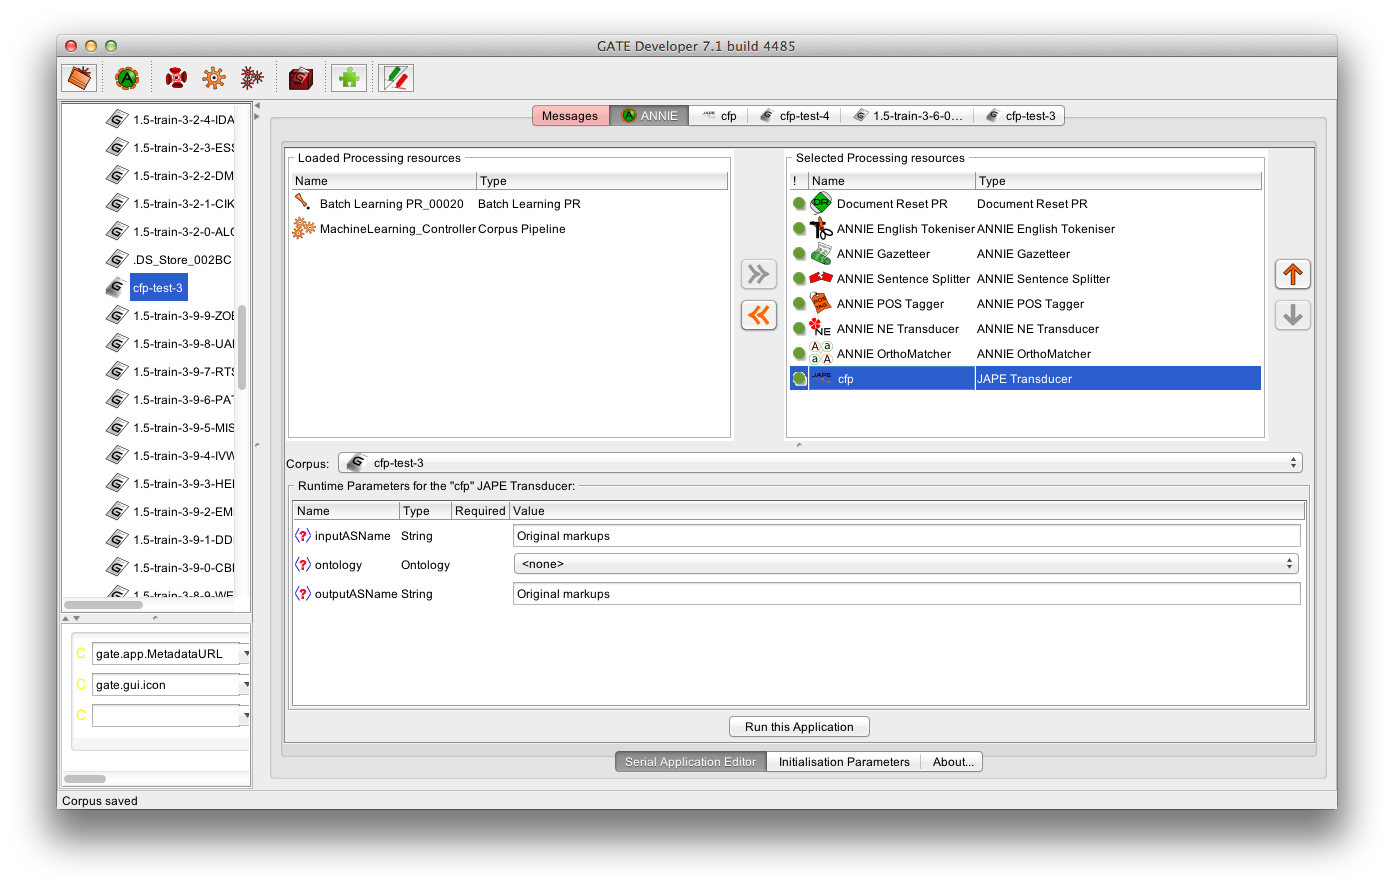 GATE Developer 7.1 build 4485
1.5-train-3-2-4-IDA
1.5-train-3-2-3-ESS
1.5-train-3-2-2-DM
1.5-train-3-2-1-CIK
1.5-train-3-2-0-ALC
.DS_Store_002BC
cfp-test-3
1.5-train-3-9-9-ZOE
1.5-train-3-9-8-UAI
1.5-train-3-9-7-RTS
1.5-train-3-9-6-PAT
1.5-train-3-9-5-MIS
1.5-train-3-9-4-IVW
1.5-train-3-9-3-HEI
1.5-train-3-9-2-EM
1.5-train-3-9-1-DD
1.5-train-3-9-0-CBI
1.5-train-3-8-9-WE
gate.app.MetadataURL
gate.gui.icon
Messages ANNIE cfp cfp-test-4 1.5-train-3-6-0... cfp-test-3
Loaded Processing resources
Name Type
Batch Learning PR_00020 Batch Learning PR
MachineLearning_Controller Corpus Pipeline
Selected Processing resources
! Name Type
Document Reset PR Document Reset PR
ANNIE English Tokeniser ANNIE English Tokeniser
ANNIE Gazetteer ANNIE Gazetteer
ANNIE Sentence Splitter ANNIE Sentence Splitter
ANNIE POS Tagger ANNIE POS Tagger
ANNIE NE Transducer ANNIE NE Transducer
ANNIE OrthoMatcher ANNIE OrthoMatcher
cfp JAPE Transducer
Corpus: cfp-test-3
Runtime Parameters for the "cfp" JAPE Transducer:
Name Type Required Value
inputASName String Original markups
ontology Ontology <none>
outputASName String Original markups
Run this Application
Serial Application Editor Initialisation Parameters About...
Corpus saved